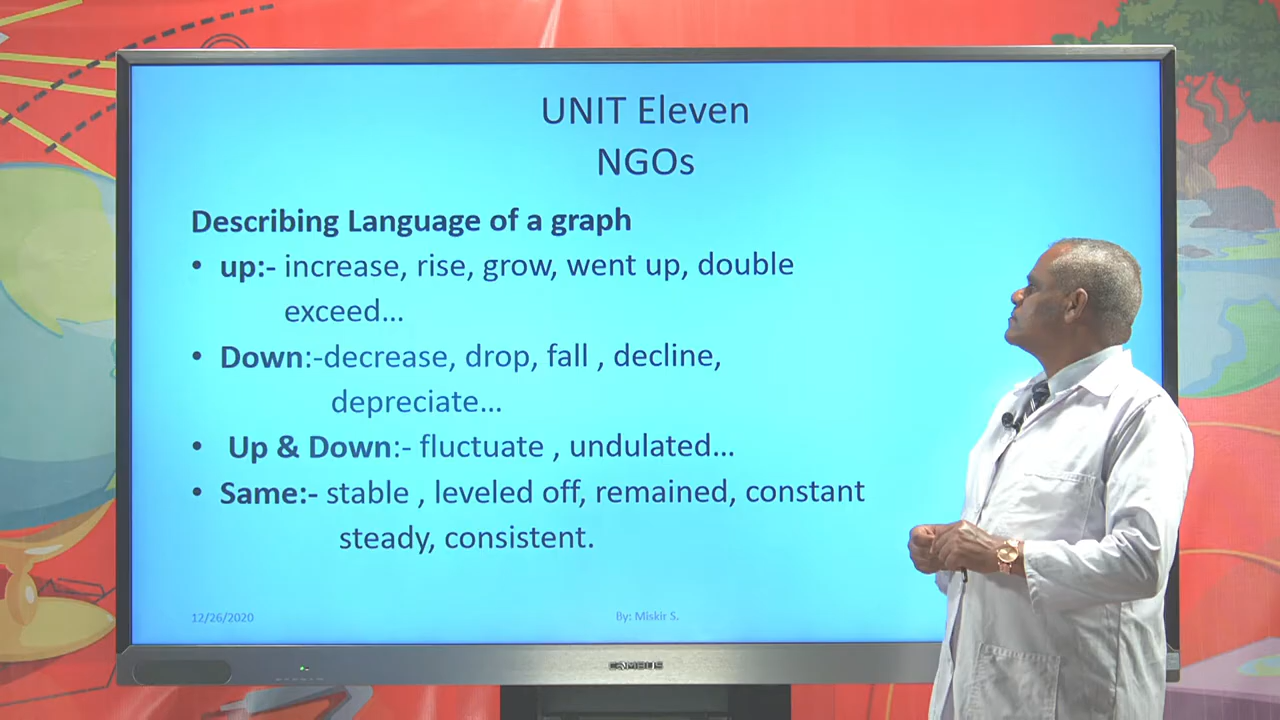 UNIT Eleven
NGOs
Describing Language of a graph
• up:- increase, rise, grow, went up, double
exceed...
• Down:-decrease, drop, fall , decline,
depreciate...
• Up & Down:- fluctuate , undulated...
• Same:- stable , leveled off, remained, constant
steady, consistent.
12/26/2020 By: Miskir S.